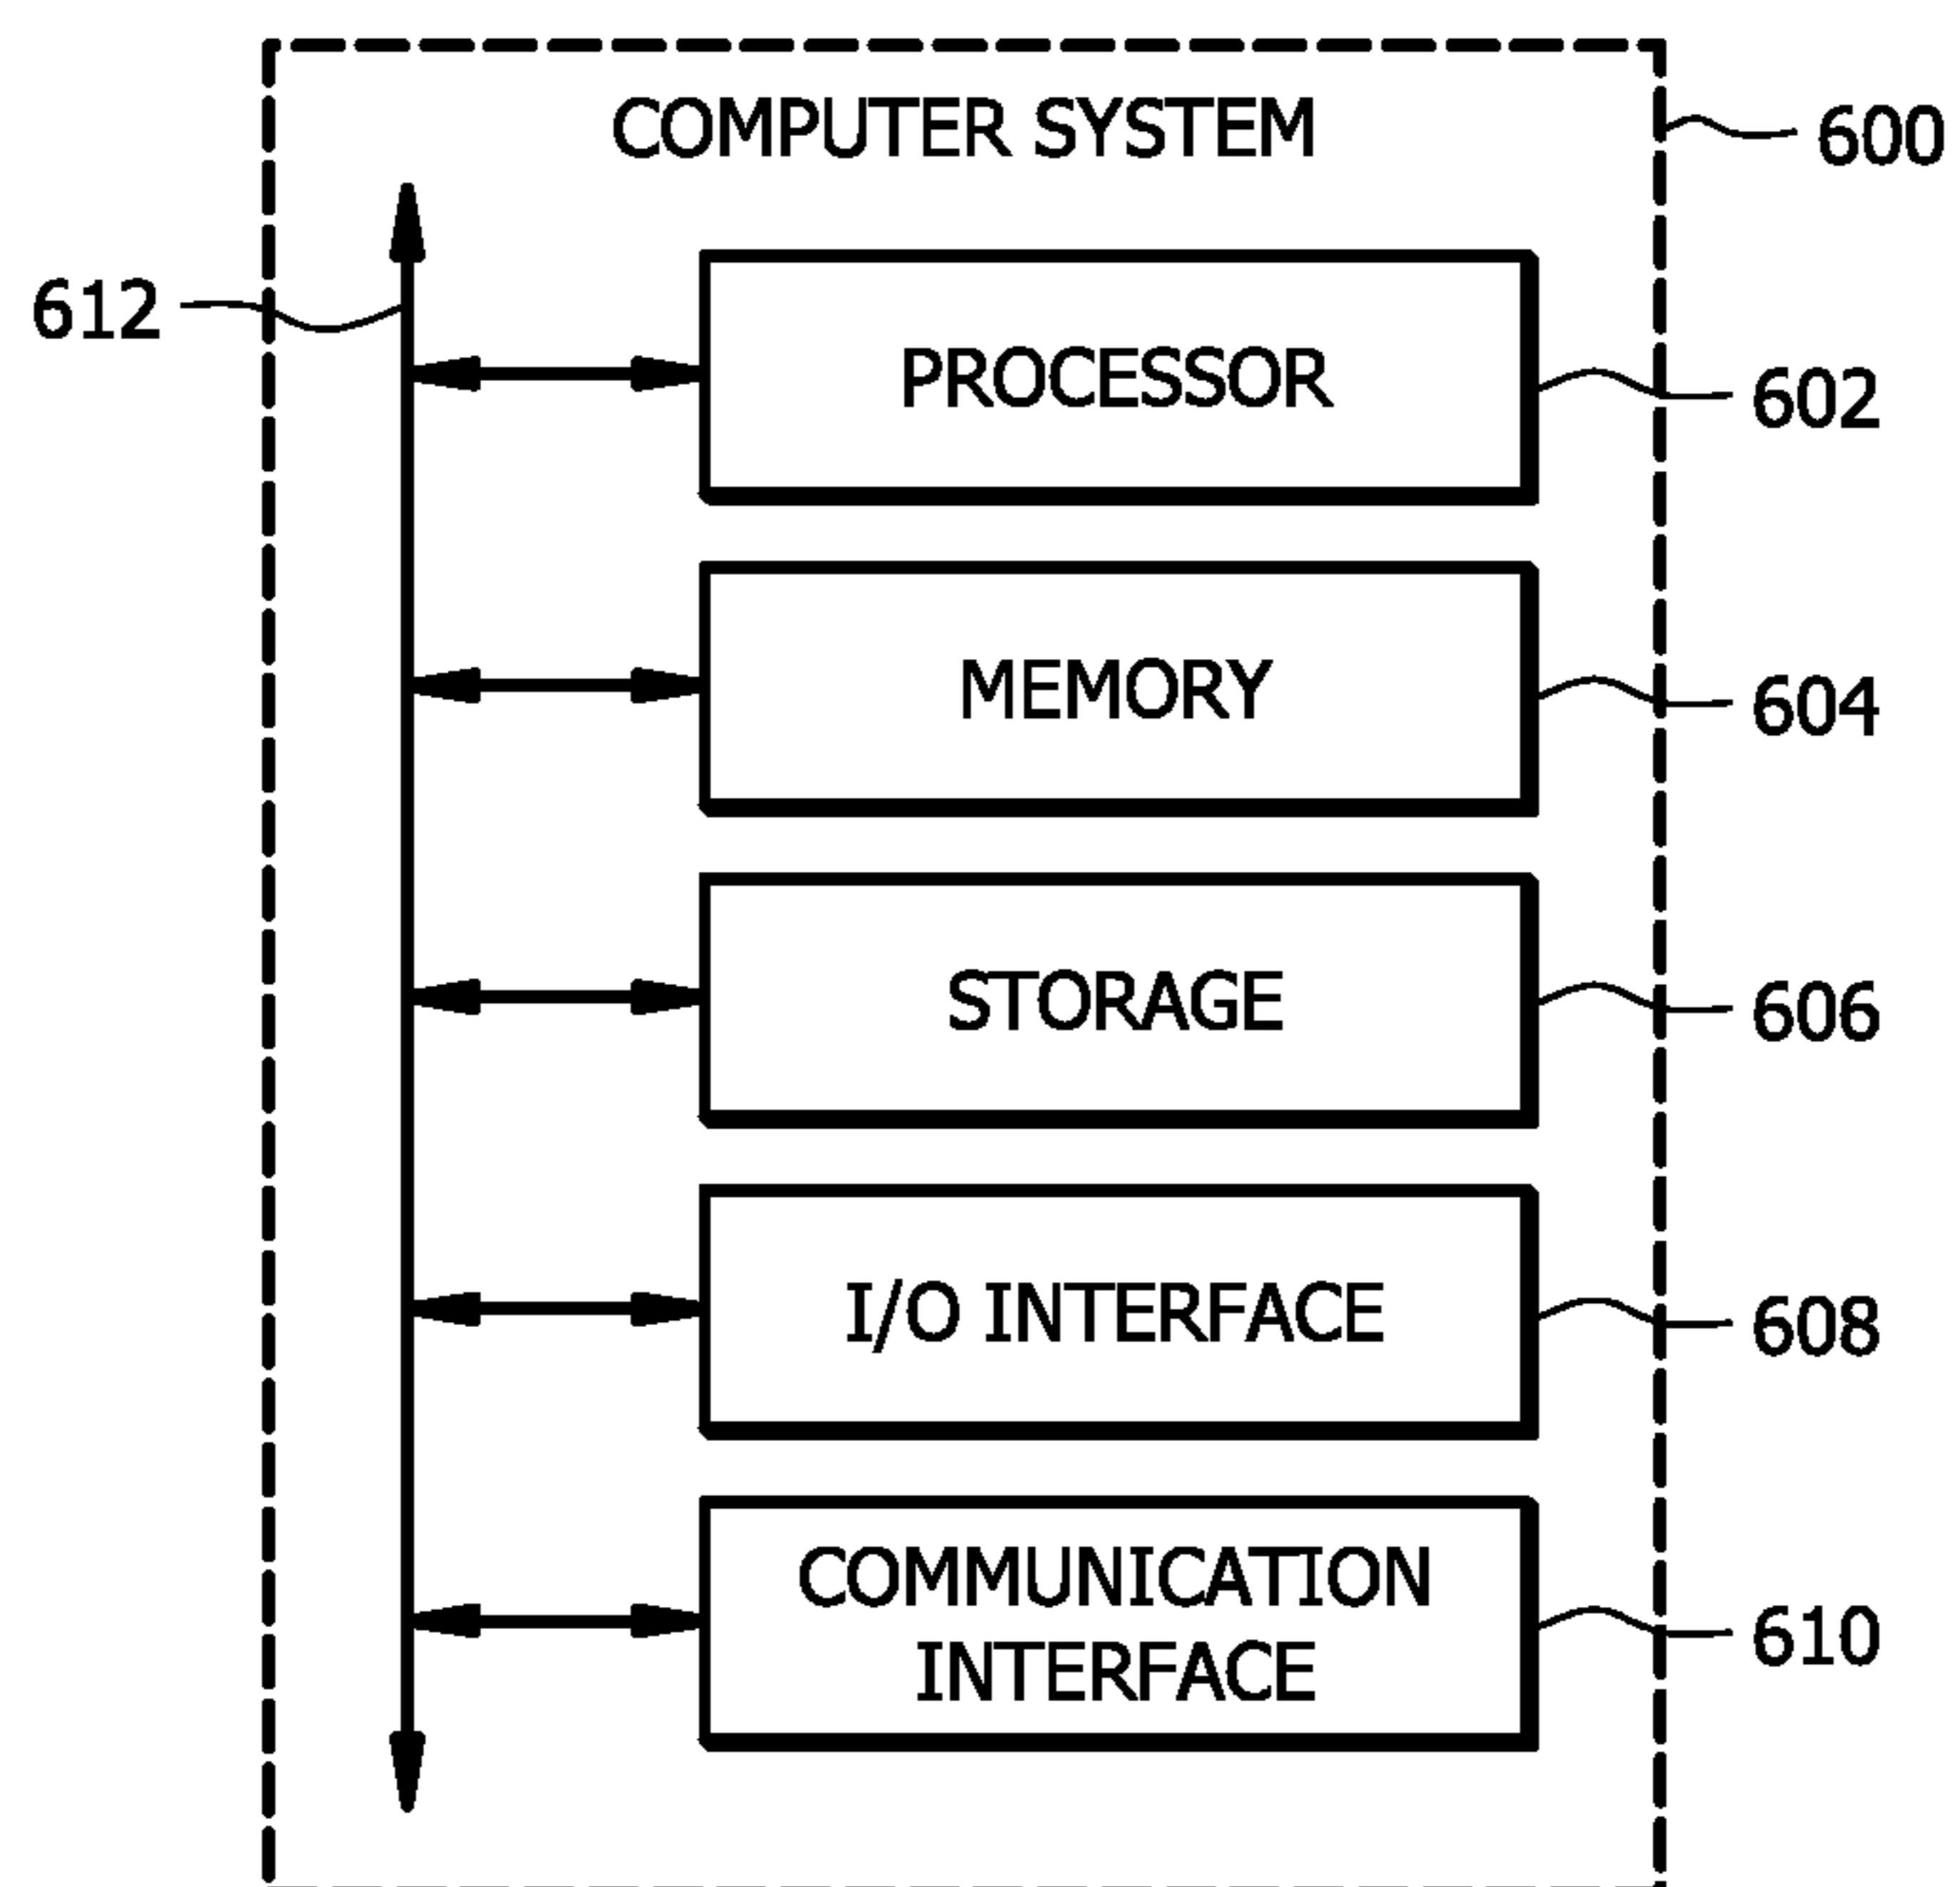 COMPUTER SYSTEM
600
612
PROCESSOR
602
MEMORY
604
STORAGE
606
I/O INTERFACE
608
COMMUNICATION
INTERFACE
610